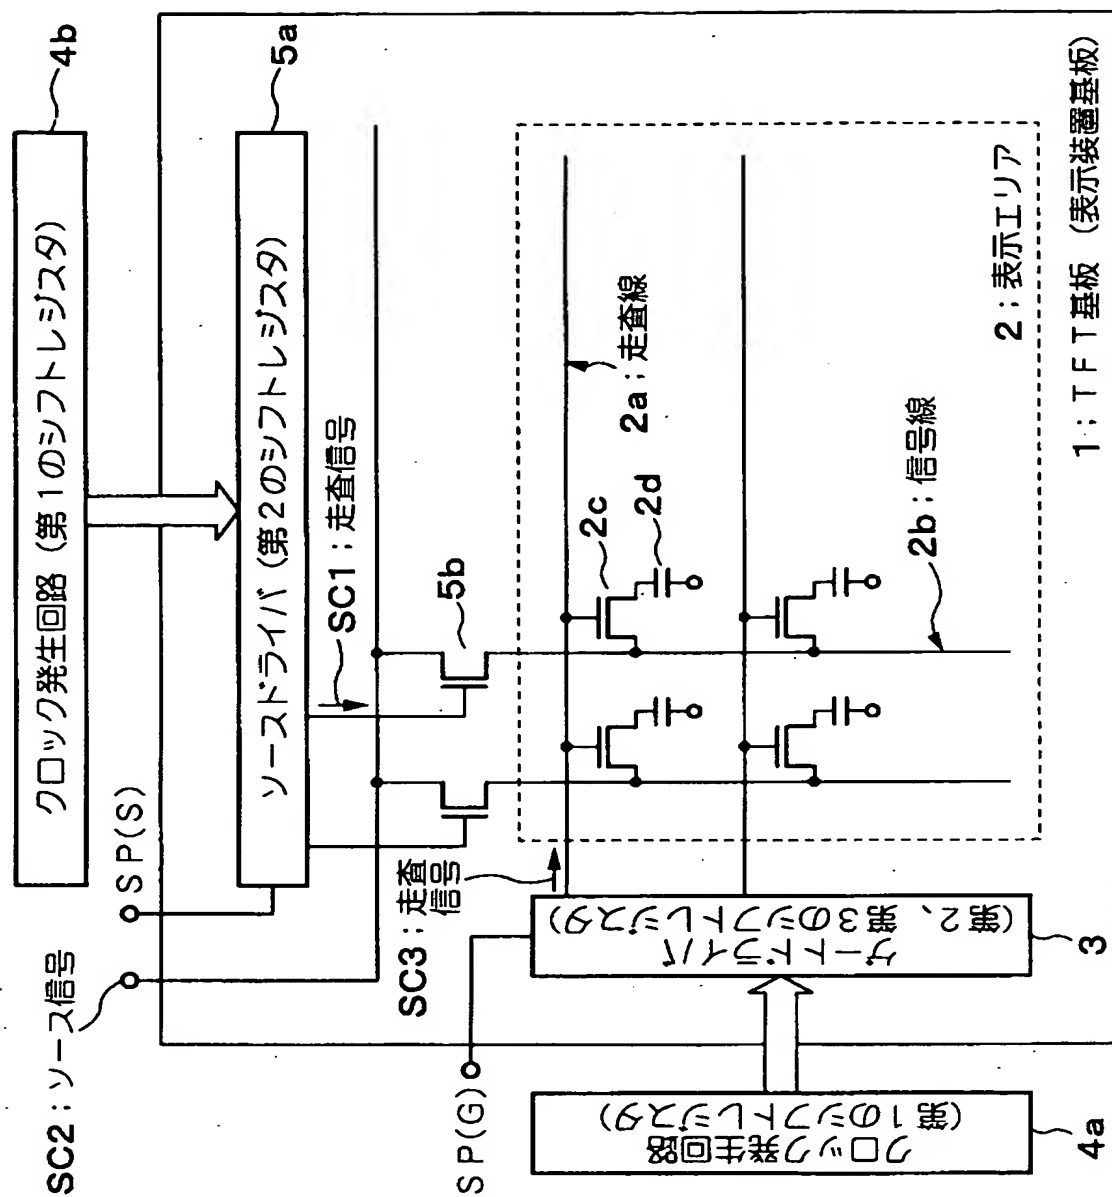 クロック発生回路 (第1のシフトレジスタ)
4b
SP(S)
ソースドライバ (第2のシフトレジスタ)
5a
SC2 ; ソース信号
SC1 ; 走査信号
5b
SC3 ; 走査
信号
2a ; 走査線
2c
2d
2b ; 信号線
2 ; 表示エリア
SP(G)
ゲートドライバ
(第2、第3のシフトレジスタ)
3
クロック発生回路
(第1のシフトレジスタ)
4a
1 ; TFT基板 (表示装置基板)